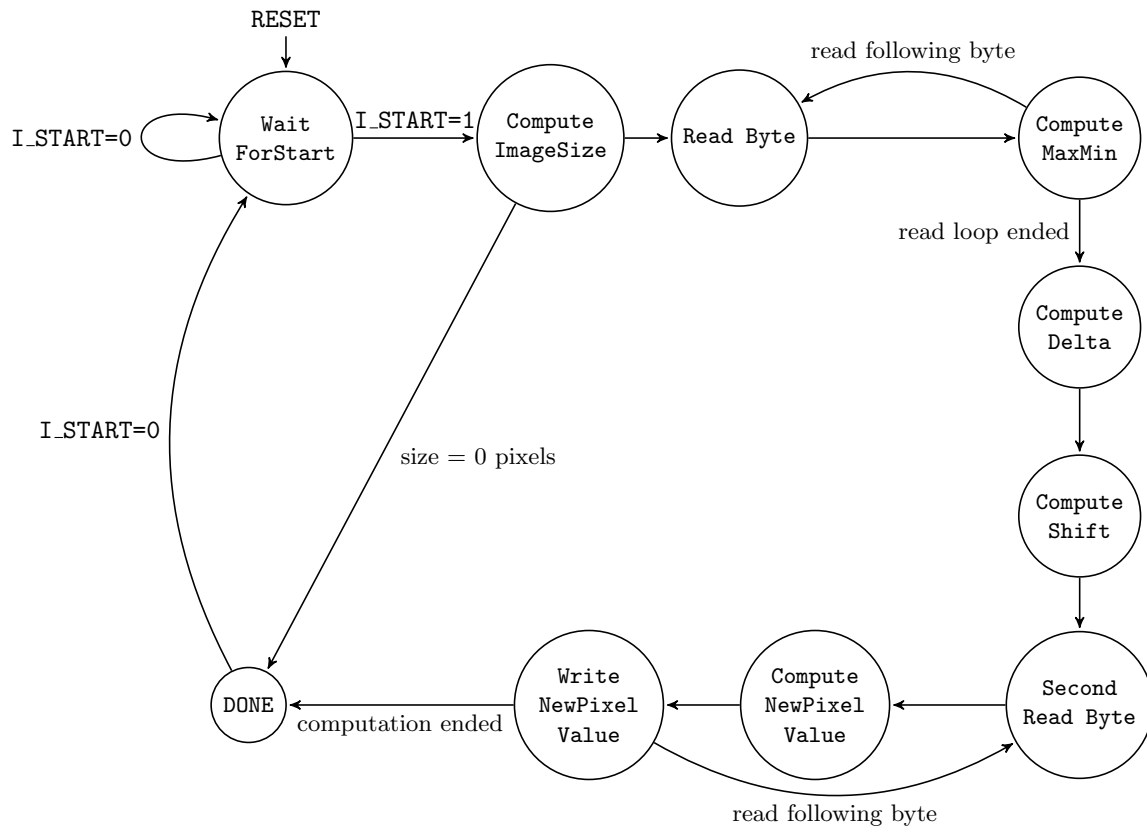 RESET
read following byte
I_START=0
Wait
ForStart
I_START=1
Compute
ImageSize
Read Byte
Compute
MaxMin
read loop ended
Compute
Delta
I_START=0
size = 0 pixels
Compute
Shift
DONE
computation ended
Write
NewPixel
Value
Compute
NewPixel
Value
Second
Read Byte
read following byte